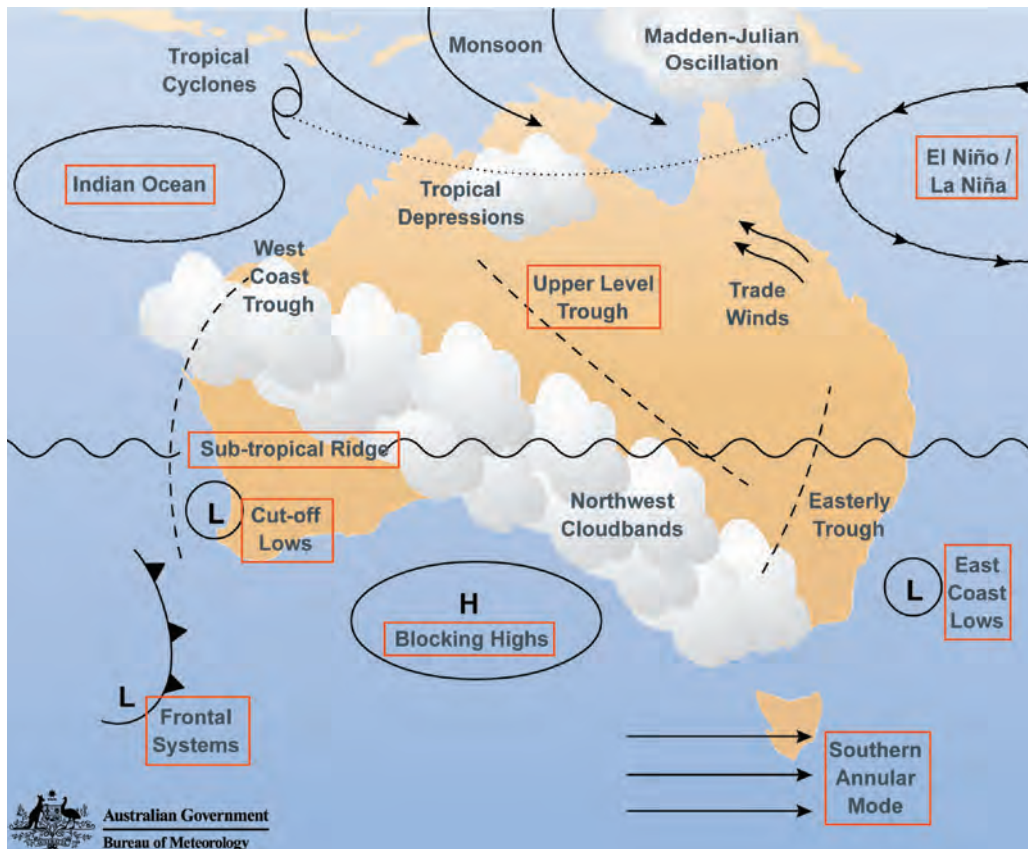 Tropical
Cyclones
Monsoon
Madden-Julian
Oscillation
Indian Ocean
El Niño /
La Niña
Tropical
Depressions
West
Coast
Trough
Upper Level
Trough
Trade
Winds
Sub-tropical Ridge
L
Cut-off
Lows
Northwest
Cloudbands
Easterly
Trough
H
Blocking Highs
L
East
Coast
Lows
L
Frontal
Systems
Southern
Annular
Mode
Australian Government
Bureau of Meteorology